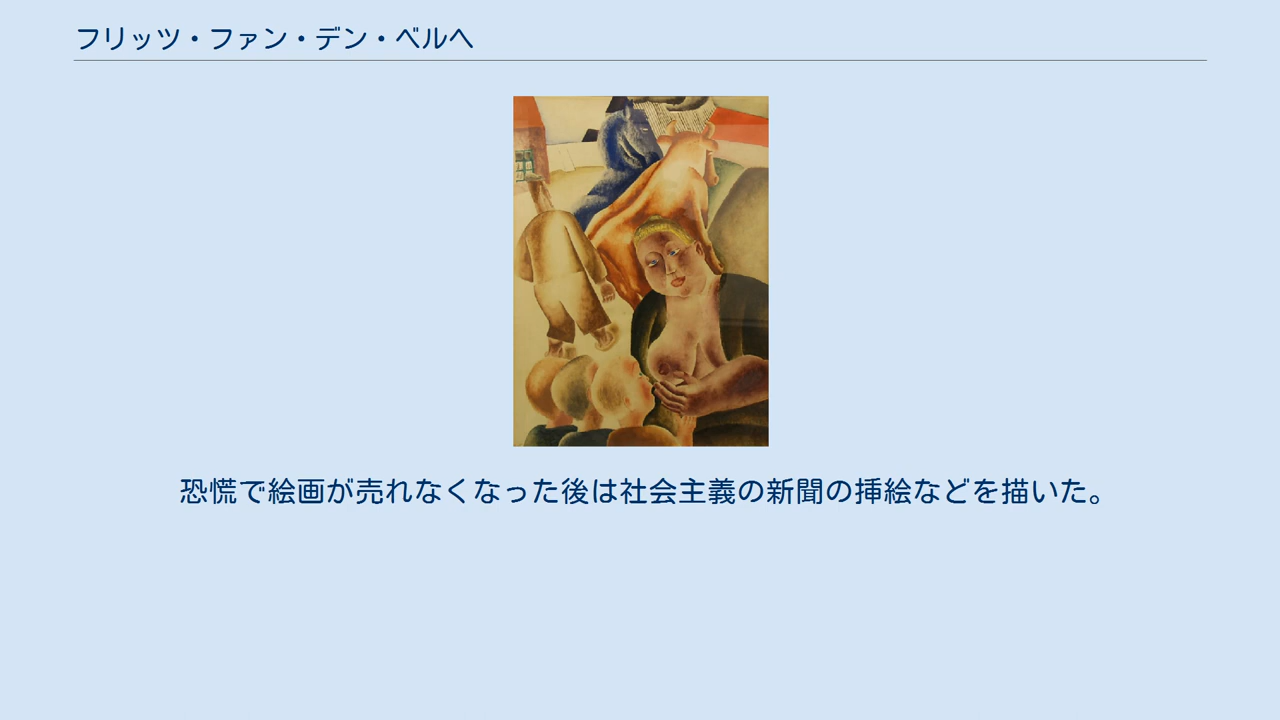 フリッツ・ファン・デン・ベルヘ
恐慌で絵画が売れなくなった後は社会主義の新聞の挿絵などを描いた。